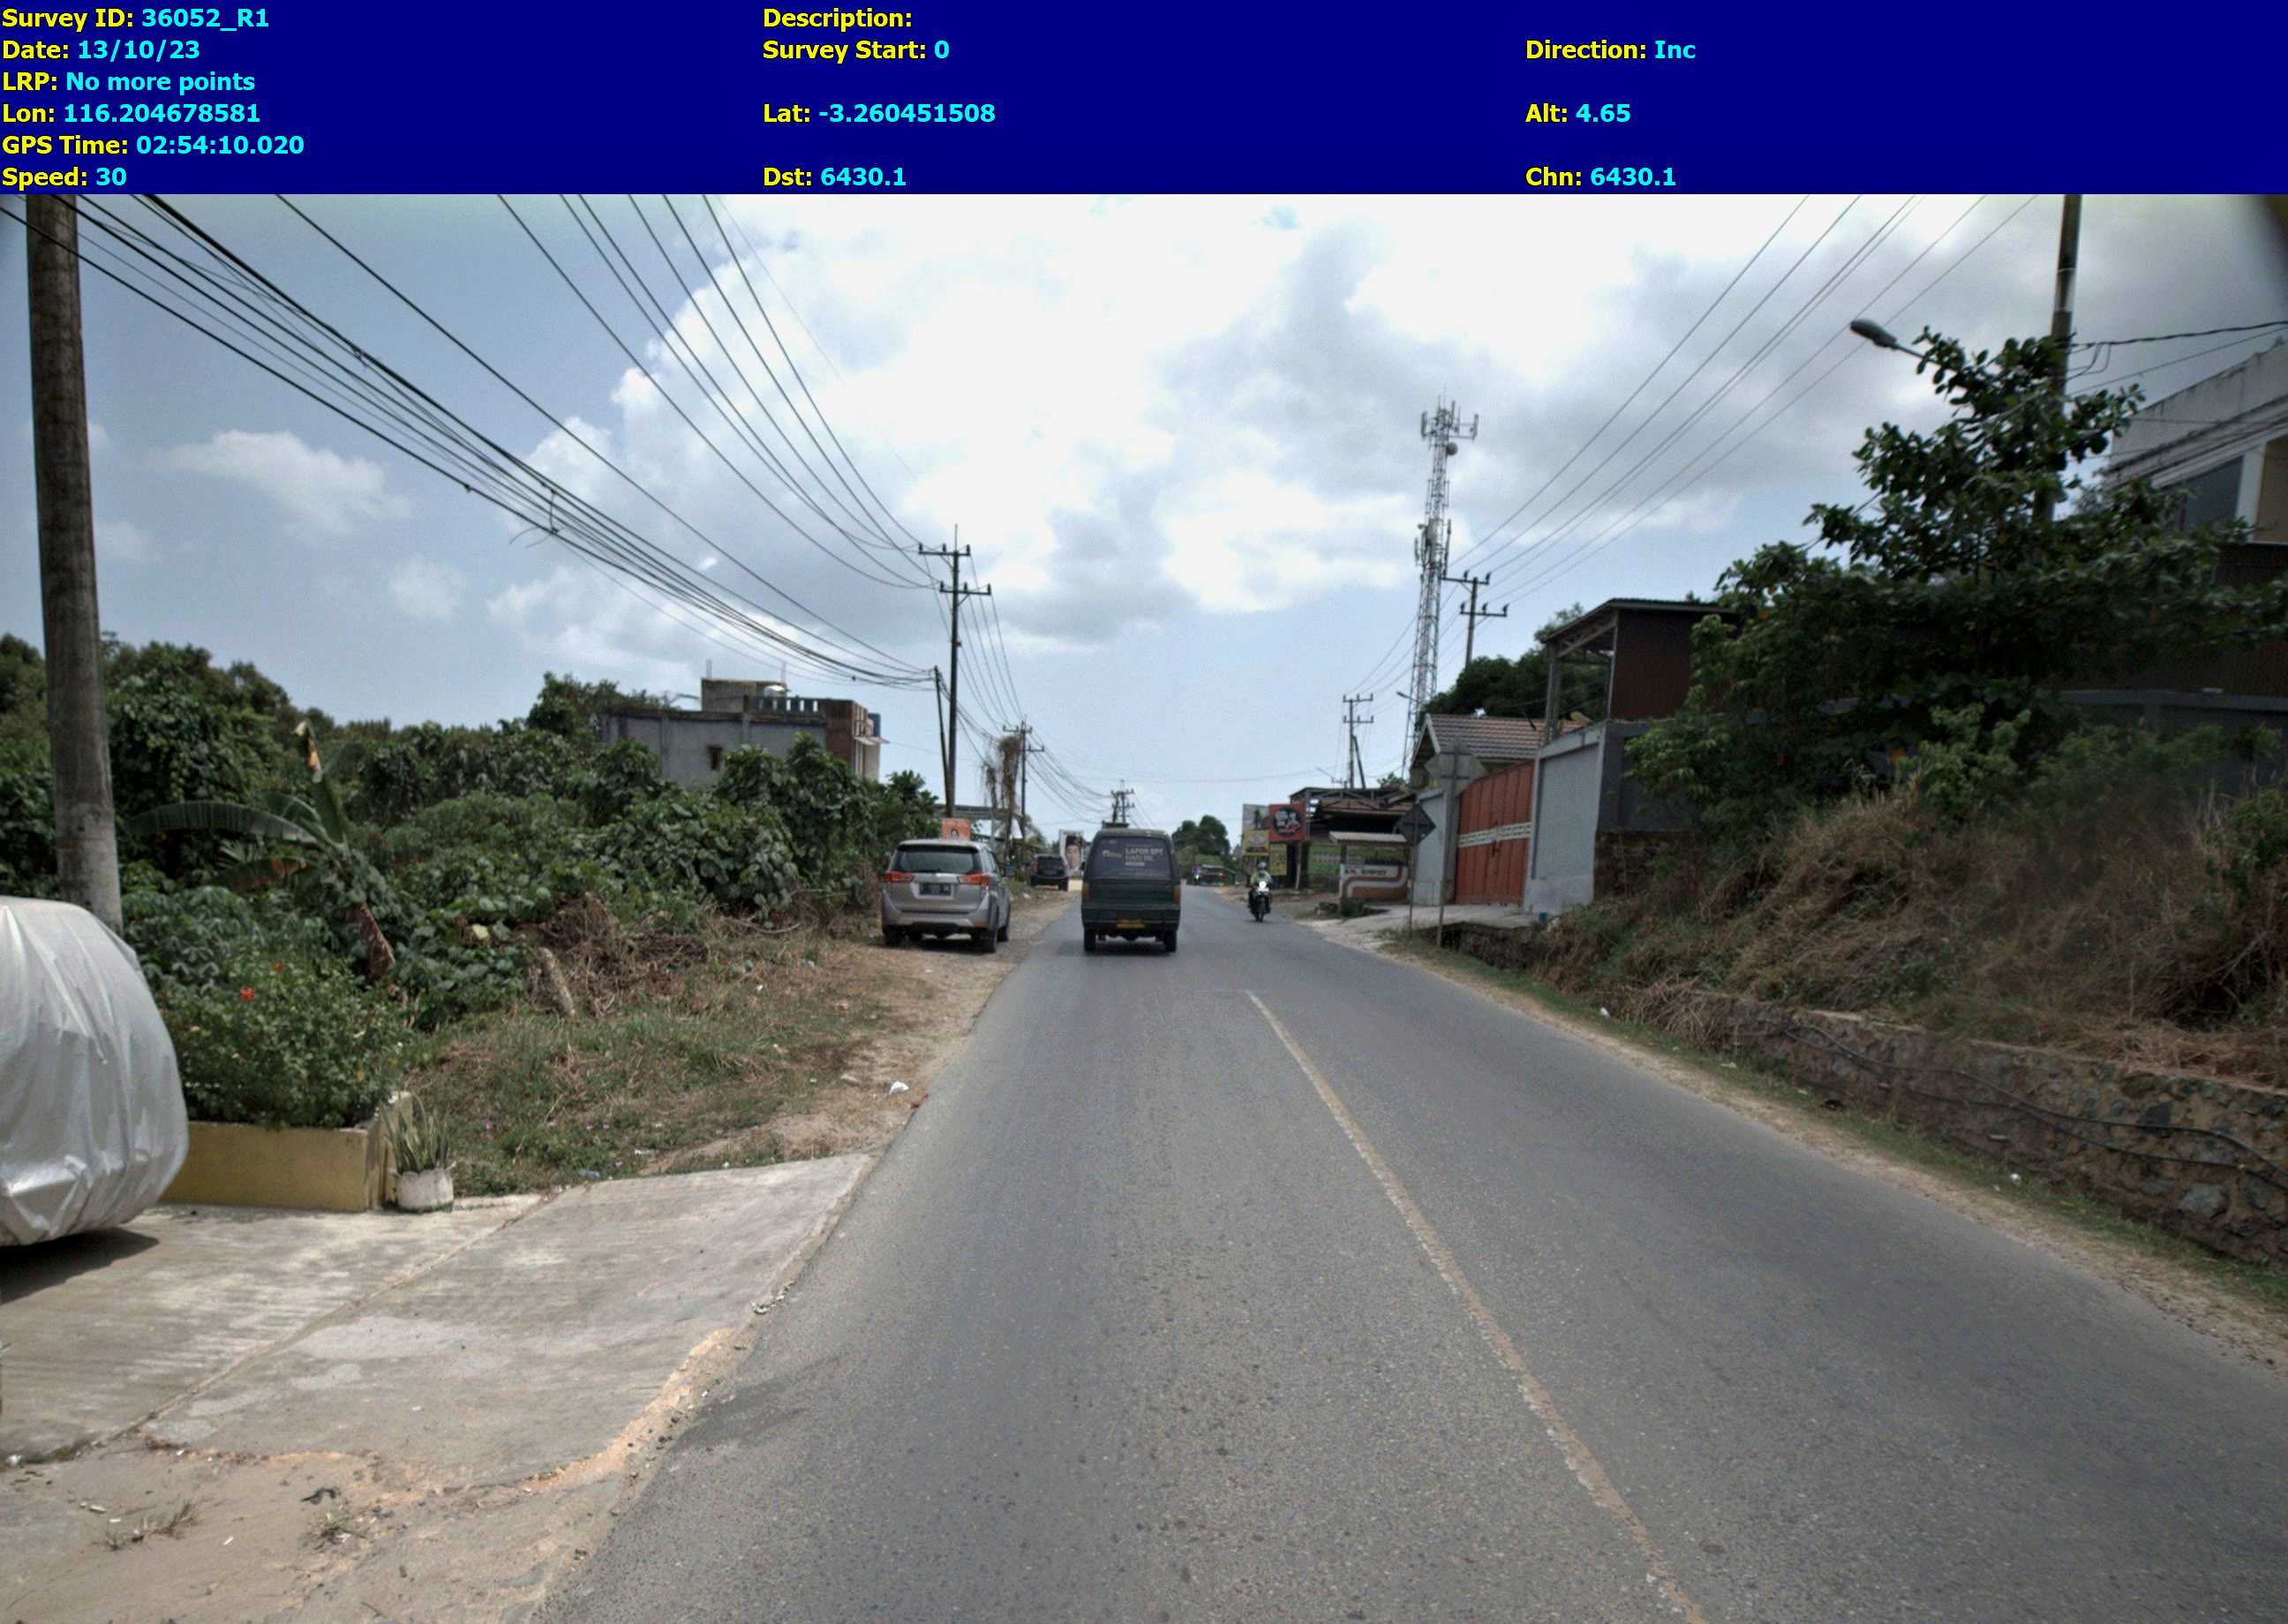 Survey ID: 36052_R1
Description:
Date: 13/10/23
Survey Start: 0
Direction: Inc
LRP: No more points
Lon: 116.204678581
Lat: -3.260451508
Alt: 4.65
GPS Time: 02:54:10.020
Speed: 30
Dst: 6430.1
Chn: 6430.1
LAPOR SPT